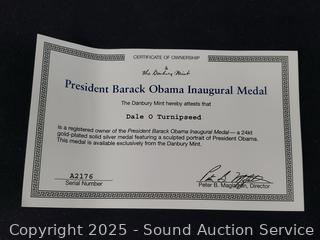 CERTIFICATE OF OWNERSHIP
The Danbury Mint
President Barack Obama Inaugural Medal
The Danbury Mint hereby attests that
Dale O Turnipseed
is a registered owner of the President Barack Obama Inaugural Medal — a 24kt
gold-plated solid silver medal featuring a sculpted portrait of President Obama.
This medal is available exclusively from the Danbury Mint.
A2176
Serial Number
Peter B. Maglathlin, Director
Copyright 2025 - Sound Auction Service